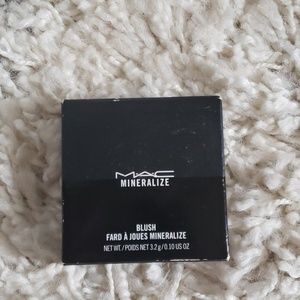 MAC
MINERALIZE
BLUSH
FARD À JOUES MINERALIZE
NET WT./POIDS NET 3.2 g/0.10 US OZ